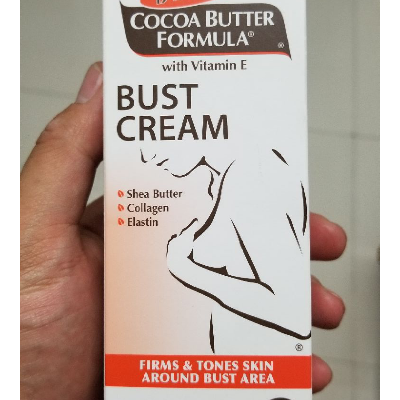 COCOA BUTTER
FORMULA®
®
with Vitamin E
BUST
CREAM
Shea Butter
Collagen
Elastin
®
FIRMS & TONES SKIN
AROUND BUST AREA